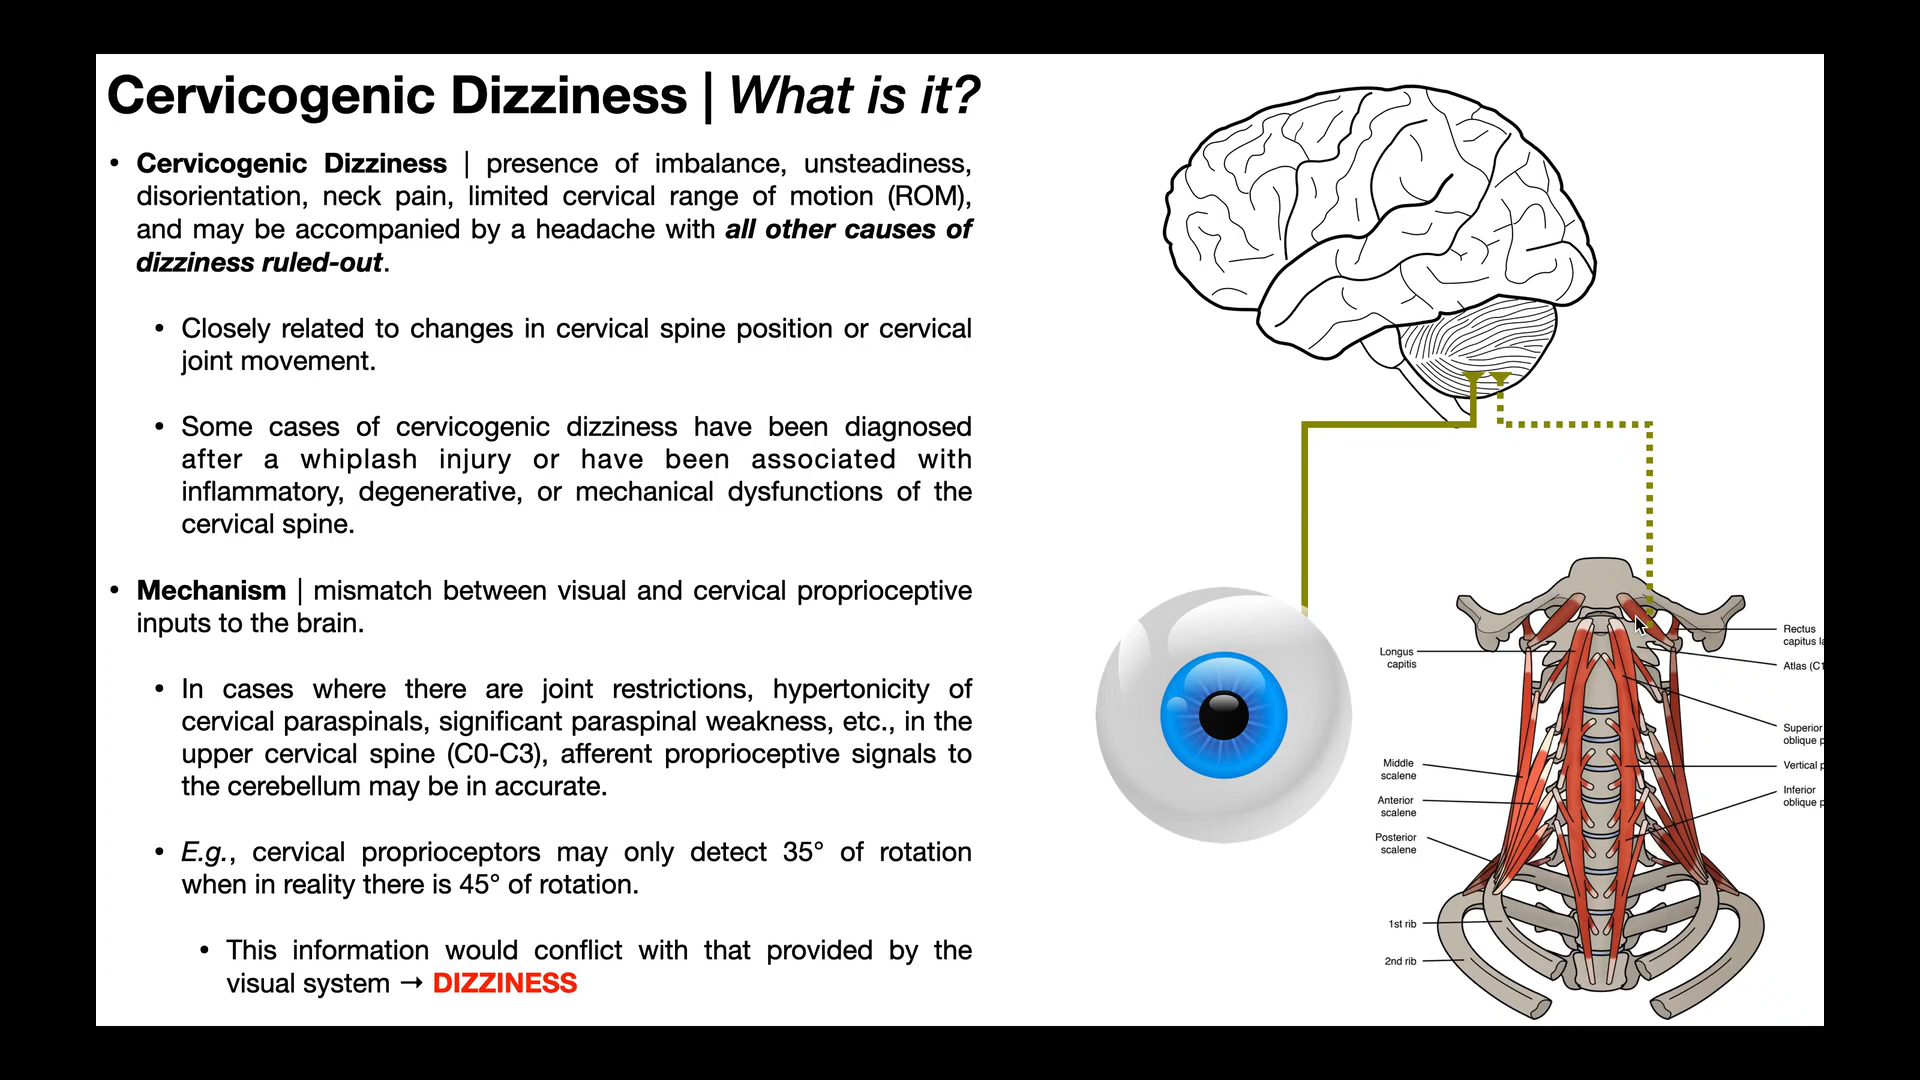 Cervicogenic Dizziness | What is it?
• Cervicogenic Dizziness | presence of imbalance, unsteadiness,
disorientation, neck pain, limited cervical range of motion (ROM),
and may be accompanied by a headache with all other causes of
dizziness ruled-out.
• Closely related to changes in cervical spine position or cervical
joint movement.
• Some cases of cervicogenic dizziness have been diagnosed
after a whiplash injury or have been associated with
inflammatory, degenerative, or mechanical dysfunctions of the
cervical spine.
• Mechanism | mismatch between visual and cervical proprioceptive
inputs to the brain.
• In cases where there are joint restrictions, hypertonicity of
cervical paraspinals, significant paraspinal weakness, etc., in the
upper cervical spine (C0-C3), afferent proprioceptive signals to
the cerebellum may be in accurate.
• E.g., cervical proprioceptors may only detect 35° of rotation
when in reality there is 45° of rotation.
• This information would conflict with that provided by the
visual system → DIZZINESS
Longus
capitis
Middle
scalene
Anterior
scalene
Posterior
scalene
1st rib
2nd rib
Rectus
capitus la
Atlas (C1
Superior
oblique p
Vertical p
Inferior
oblique p